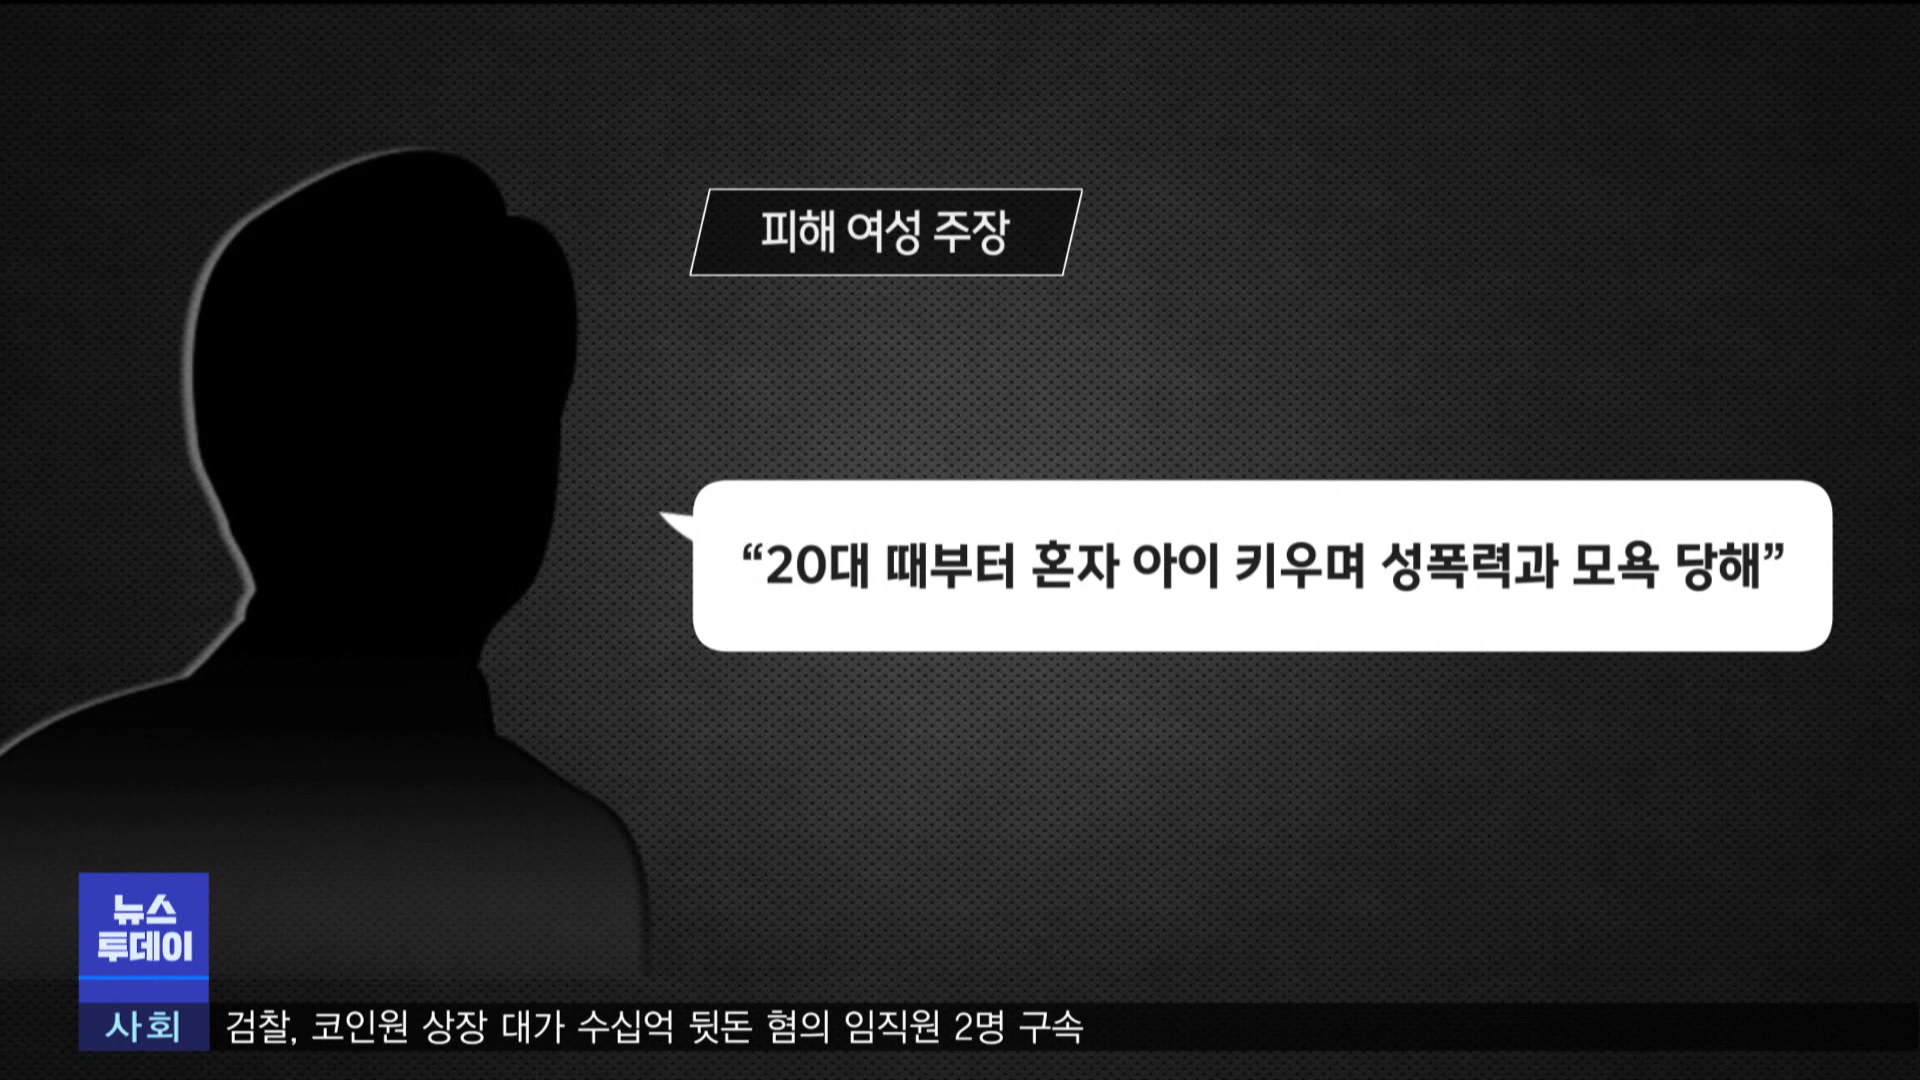 피해 여성 주장
“20대 때부터 혼자 아이 키우며 성폭력과 모욕 당해”
뉴스
투데이
사회
검찰, 코인원 상장 대가 수십억 뒷돈 혐의 임직원 2명 구속